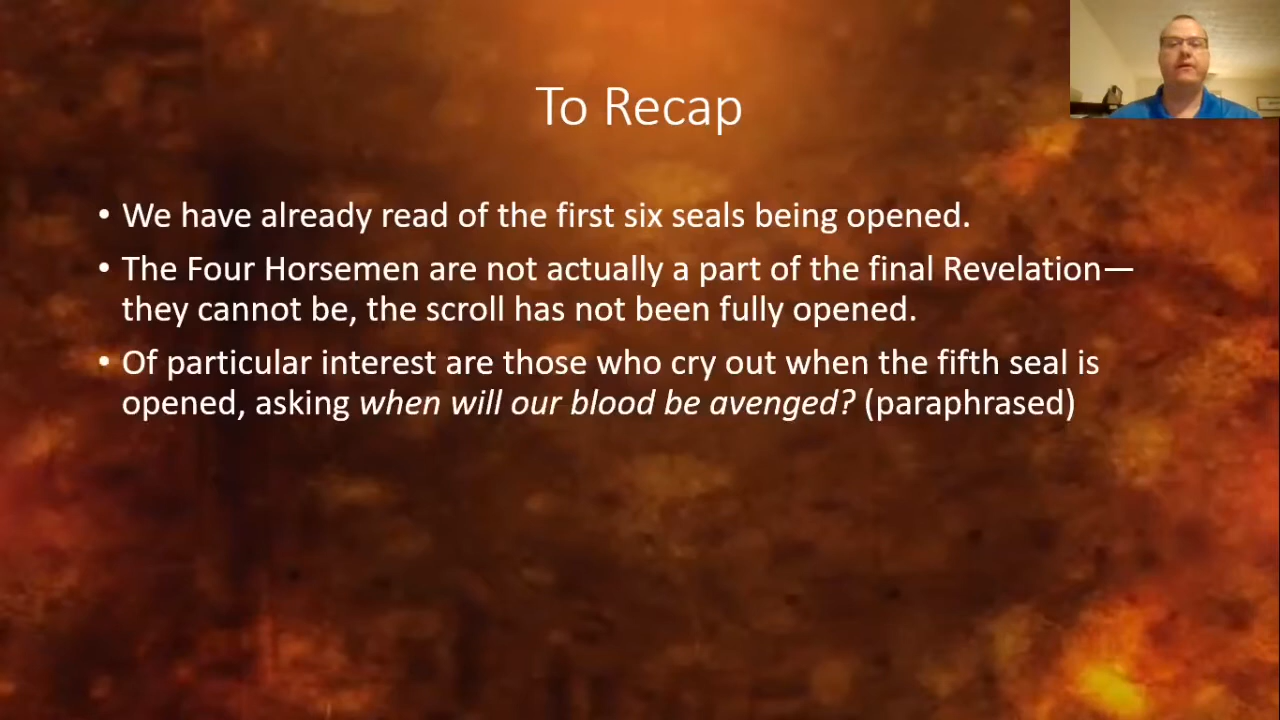 To Recap
• We have already read of the first six seals being opened.
• The Four Horsemen are not actually a part of the final Revelation—
they cannot be, the scroll has not been fully opened.
• Of particular interest are those who cry out when the fifth seal is
opened, asking when will our blood be avenged? (paraphrased)